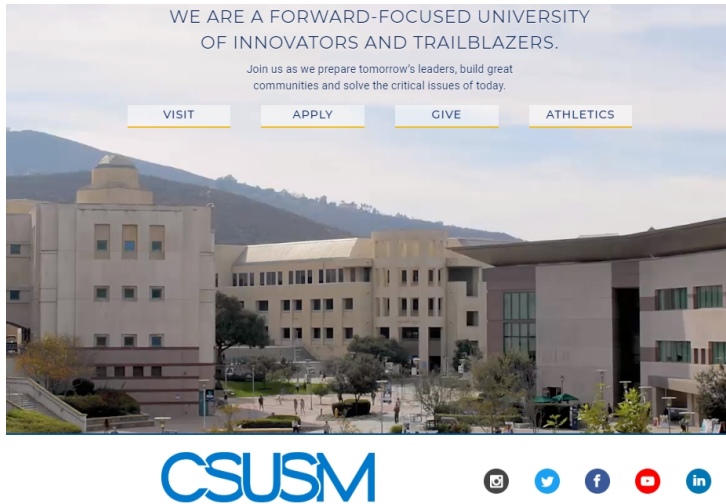 WE ARE A FORWARD-FOCUSED UNIVERSITY
OF INNOVATORS AND TRAILBLAZERS.
Join us as we prepare tomorrow's leaders, build great
communities and solve the critical issues of today.
VISIT APPLY GIVE ATHLETICS
CSUSM